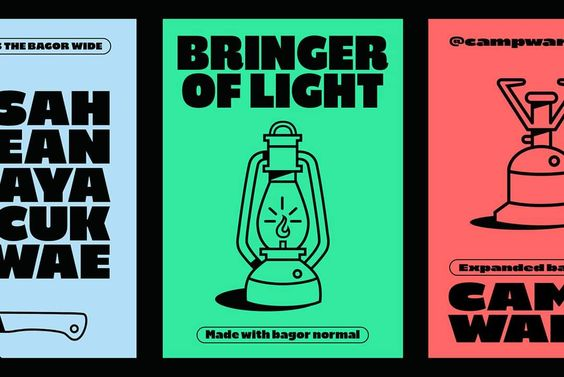 THE BAGOR WIDE
SAH
EAN
AYA
CUK
WAE
BRINGER
OF LIGHT
Made with bagor normal
@campwar
Expanded ba
CAM
WAR